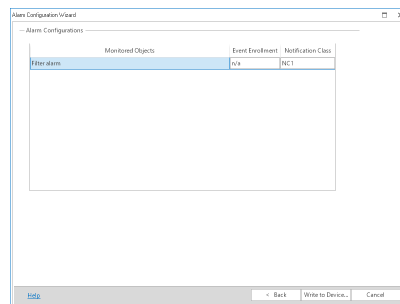 Alarm Configuration Wizard
Alarm Configurations
Monitored Objects Event Enrollment Notification Class
Filter alarm n/a NC1
Help < Back Write to Device... Cancel